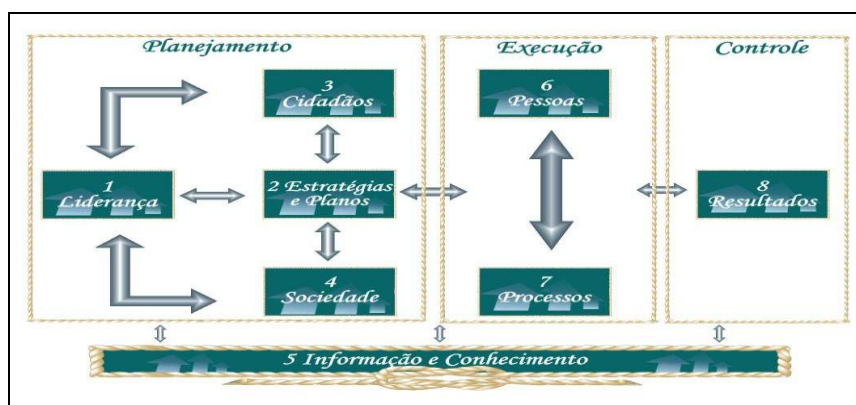 Planejamento
Execução
Controle
3
Cidadãos
6
Pessoas
1
Liderança
2 Estratégias
e Planos
8
Resultados
4
Sociedade
7
Processos
5 Informação e Conhecimento